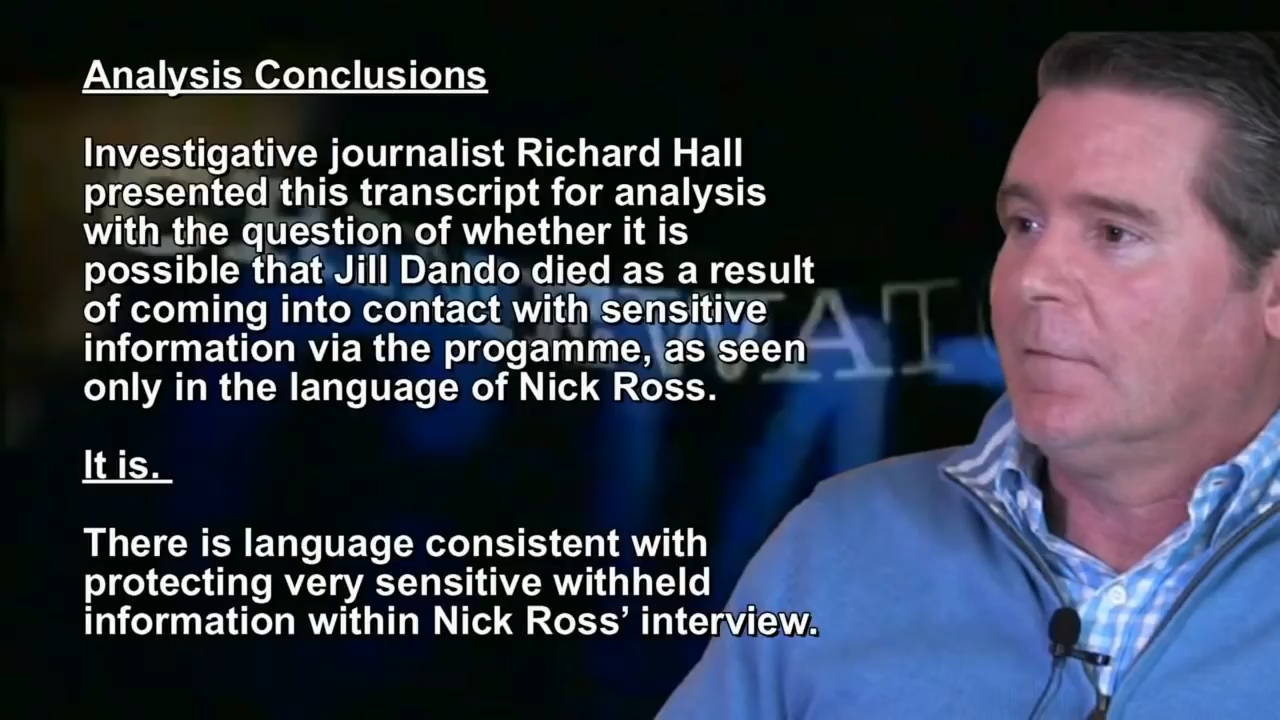 Analysis Conclusions
Investigative journalist Richard Hall
presented this transcript for analysis
with the question of whether it is
possible that Jill Dando died as a result
of coming into contact with sensitive
information via the progamme, as seen
only in the language of Nick Ross.
It is.
There is language consistent with
protecting very sensitive withheld
information within Nick Ross’ interview.